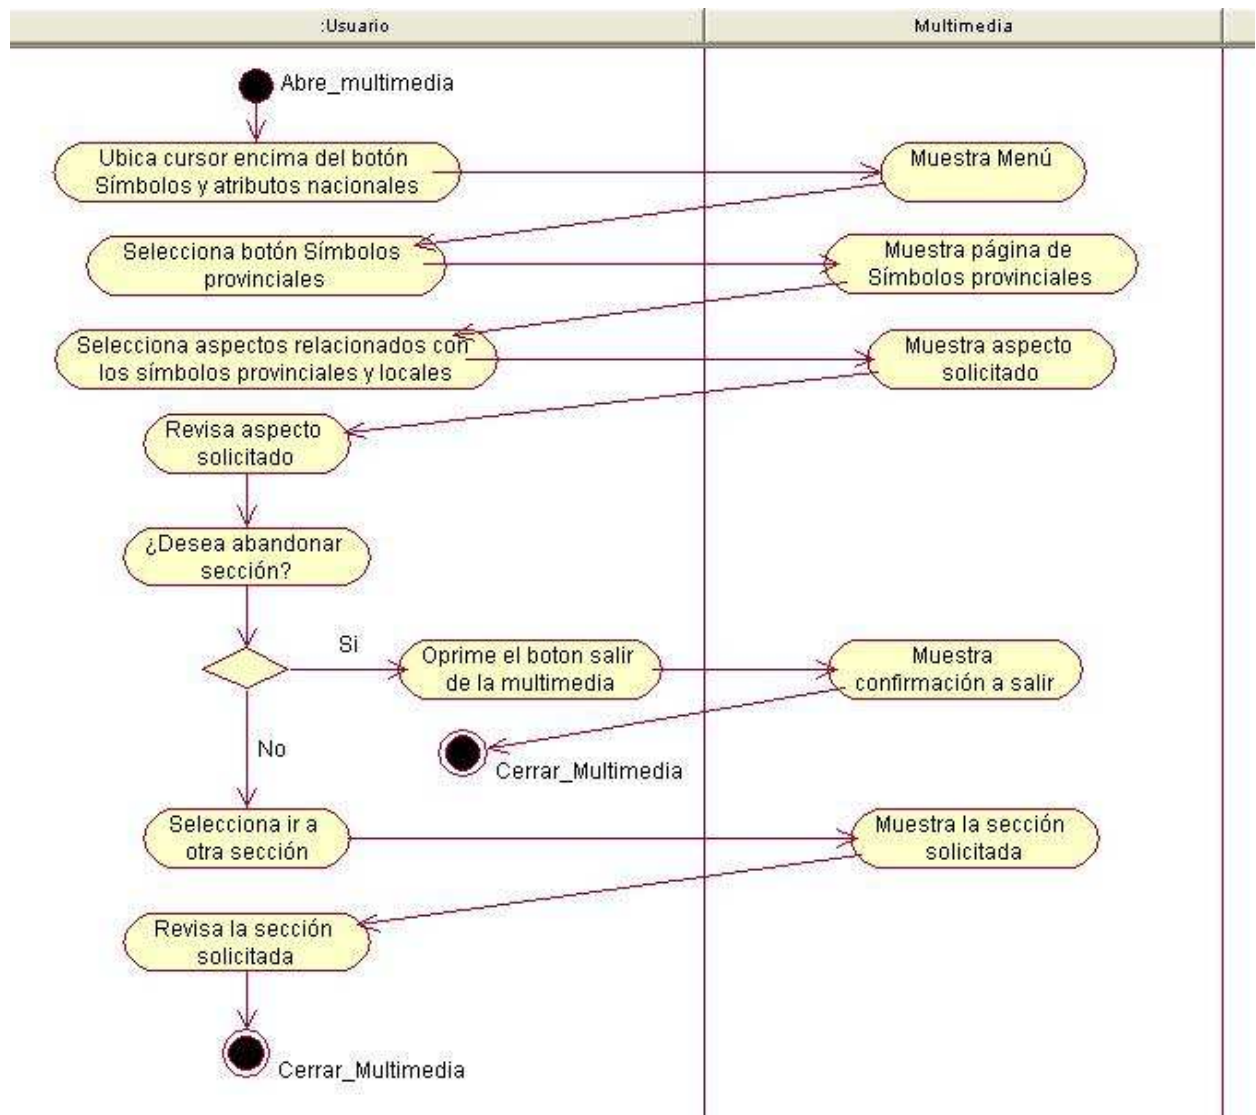 :Usuario
Multimedia
Abre_multimedia
Ubica cursor encima del botón
Símbolos y atributos nacionales
Muestra Menú
Selecciona botón Símbolos
provinciales
Muestra página de
Símbolos provinciales
Selecciona aspectos relacionados con
los símbolos provinciales y locales
Muestra aspecto
solicitado
Revisa aspecto
solicitado
¿Desea abandonar
sección?
Si
Oprime el boton salir
de la multimedia
Muestra
confirmación a salir
No
Cerrar_Multimedia
Selecciona ir a
otra sección
Muestra la sección
solicitada
Revisa la sección
solicitada
Cerrar_Multimedia